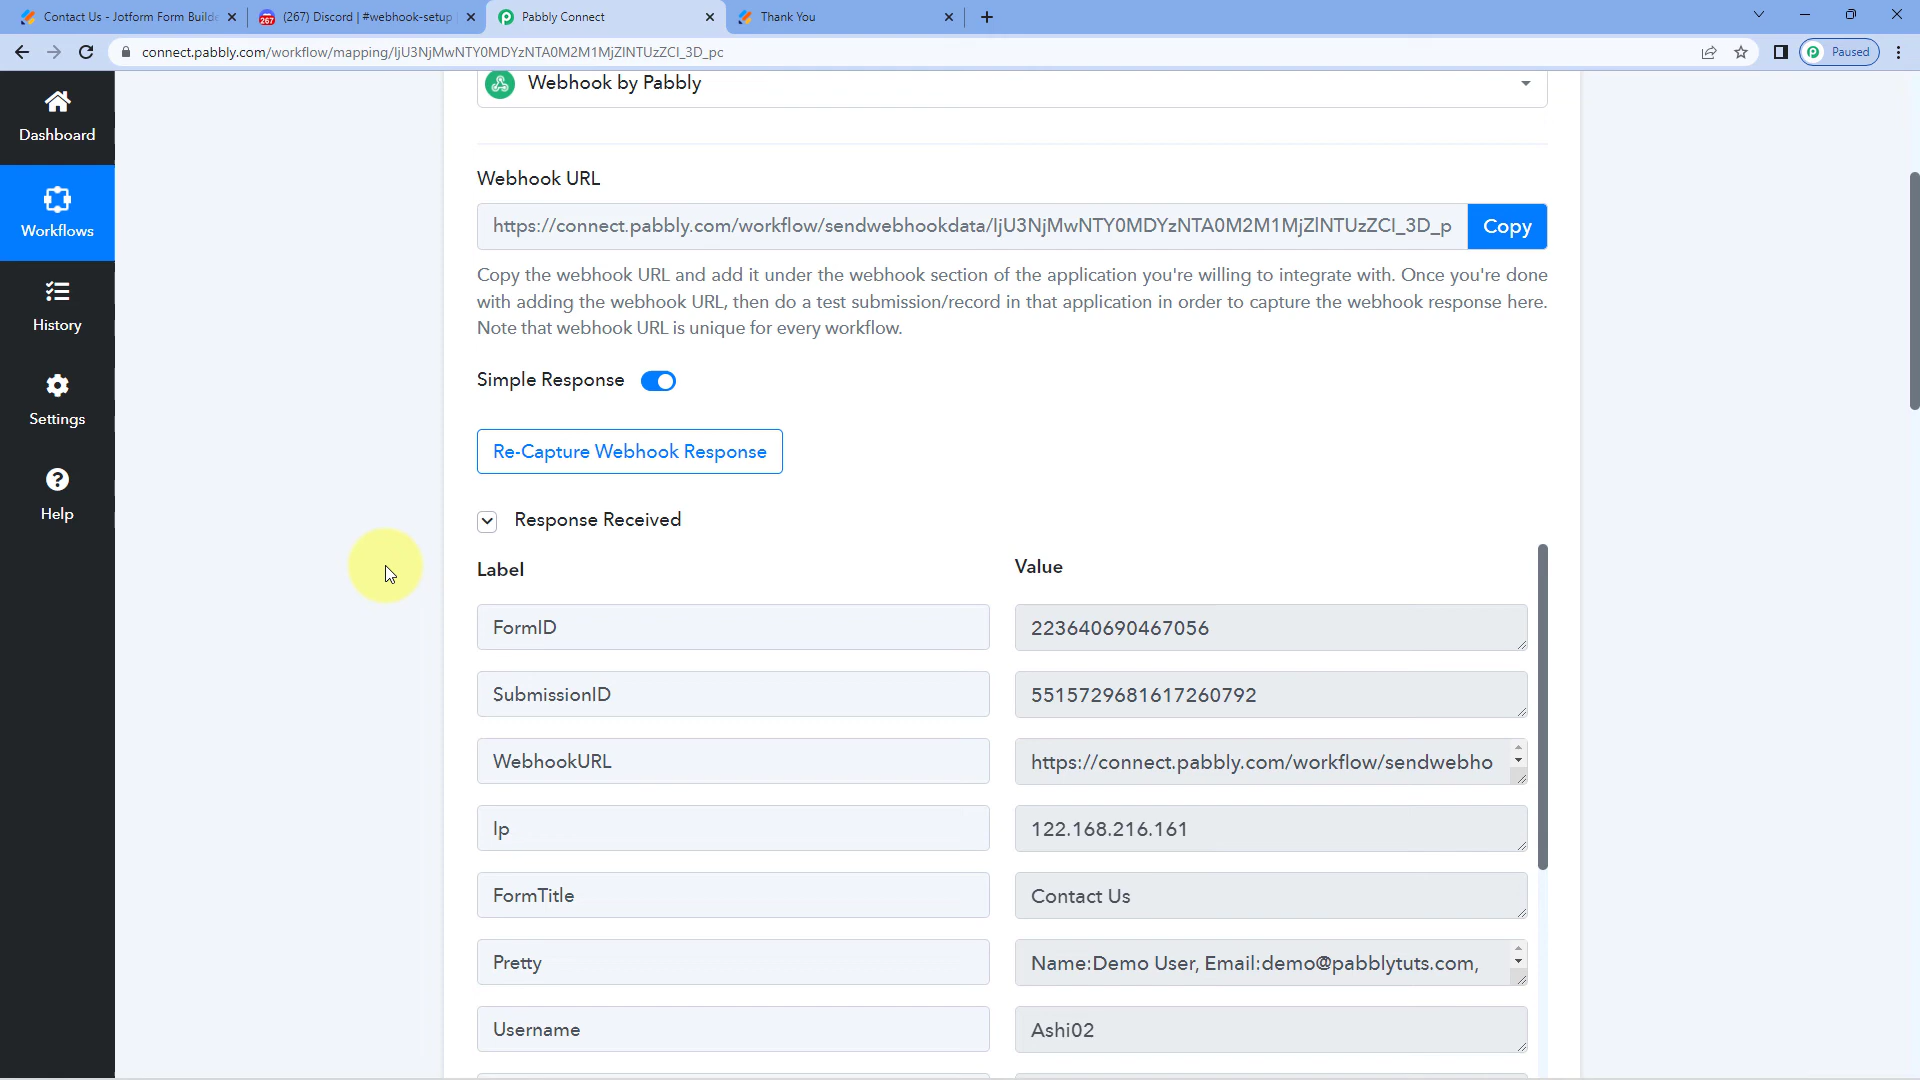 Contact Us - Jotform Form Builde
(267) Discord | #webhook-setup
Pabbly Connect
Thank You
connect.pabbly.com/workflow/mapping/IjU3NjMwNTY0MDYzNTA0M2M1MjZlNTUzZCI_3D_pc
Paused
Dashboard
Workflows
History
Settings
Help
Webhook by Pabbly
Webhook URL
https://connect.pabbly.com/workflow/sendwebhookdata/IjU3NjMwNTY0MDYzNTA0M2M1MjZlNTUzZCI_3D_p
Copy
Copy the webhook URL and add it under the webhook section of the application you're willing to integrate with. Once you're done
with adding the webhook URL, then do a test submission/record in that application in order to capture the webhook response here.
Note that webhook URL is unique for every workflow.
Simple Response
Re-Capture Webhook Response
Response Received
Label Value
FormID 223640690467056
SubmissionID 5515729681617260792
WebhookURL https://connect.pabbly.com/workflow/sendwebho
Ip 122.168.216.161
FormTitle Contact Us
Pretty Name:Demo User, Email:demo@pabblytuts.com,
Username Ashi02